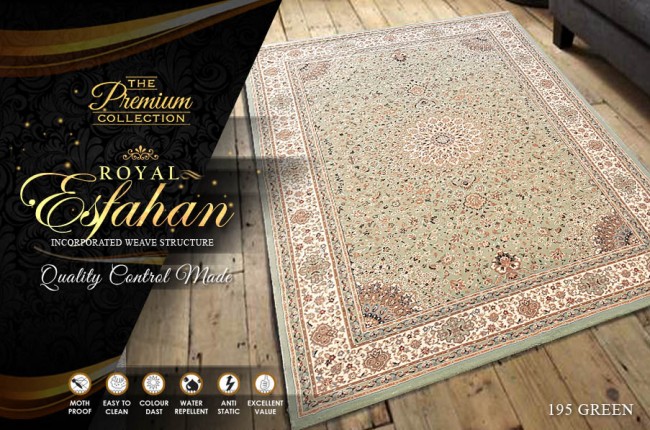 THE
Premium
COLLECTION
ROYAL
Esfahan
INCORPORATED WEAVE STRUCTURE
Quality Control Made
MOTH
PROOF
EASY TO
CLEAN
COLOUR
DAST
WATER
REPELLENT
ANTI
STATIC
EXCELLENT
VALUE
195 GREEN